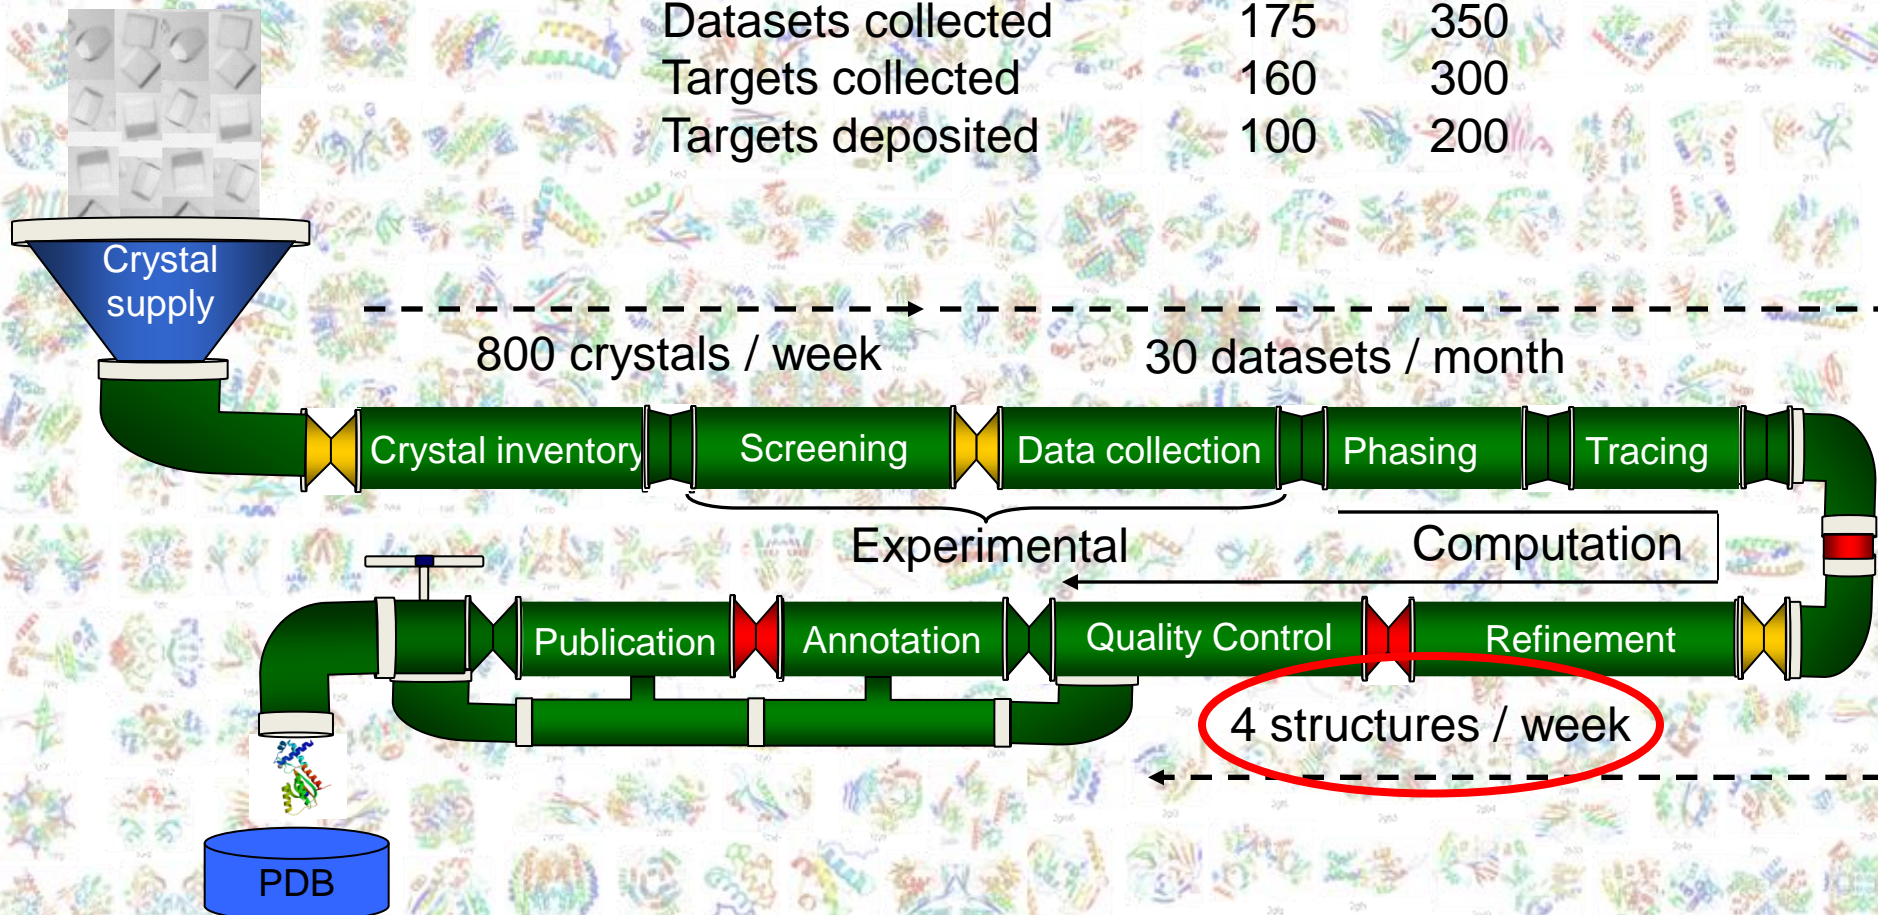 Datasets collected 175 350
Targets collected 160 300
Targets deposited 100 200
Crystal
supply
800 crystals / week
30 datasets / month
Crystal inventory
Screening
Data collection
Phasing
Tracing
Experimental
Computation
Publication
Annotation
Quality Control
Refinement
4 structures / week
PDB